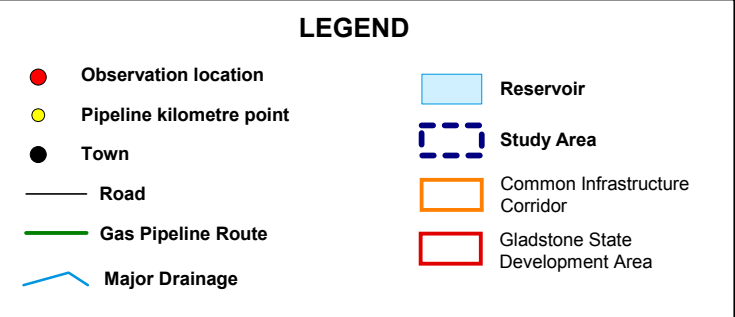 LEGEND
Observation location
Pipeline kilometre point
Town
Road
Gas Pipeline Route
Major Drainage
Reservoir
Study Area
Common Infrastructure
Corridor
Gladstone State
Development Area